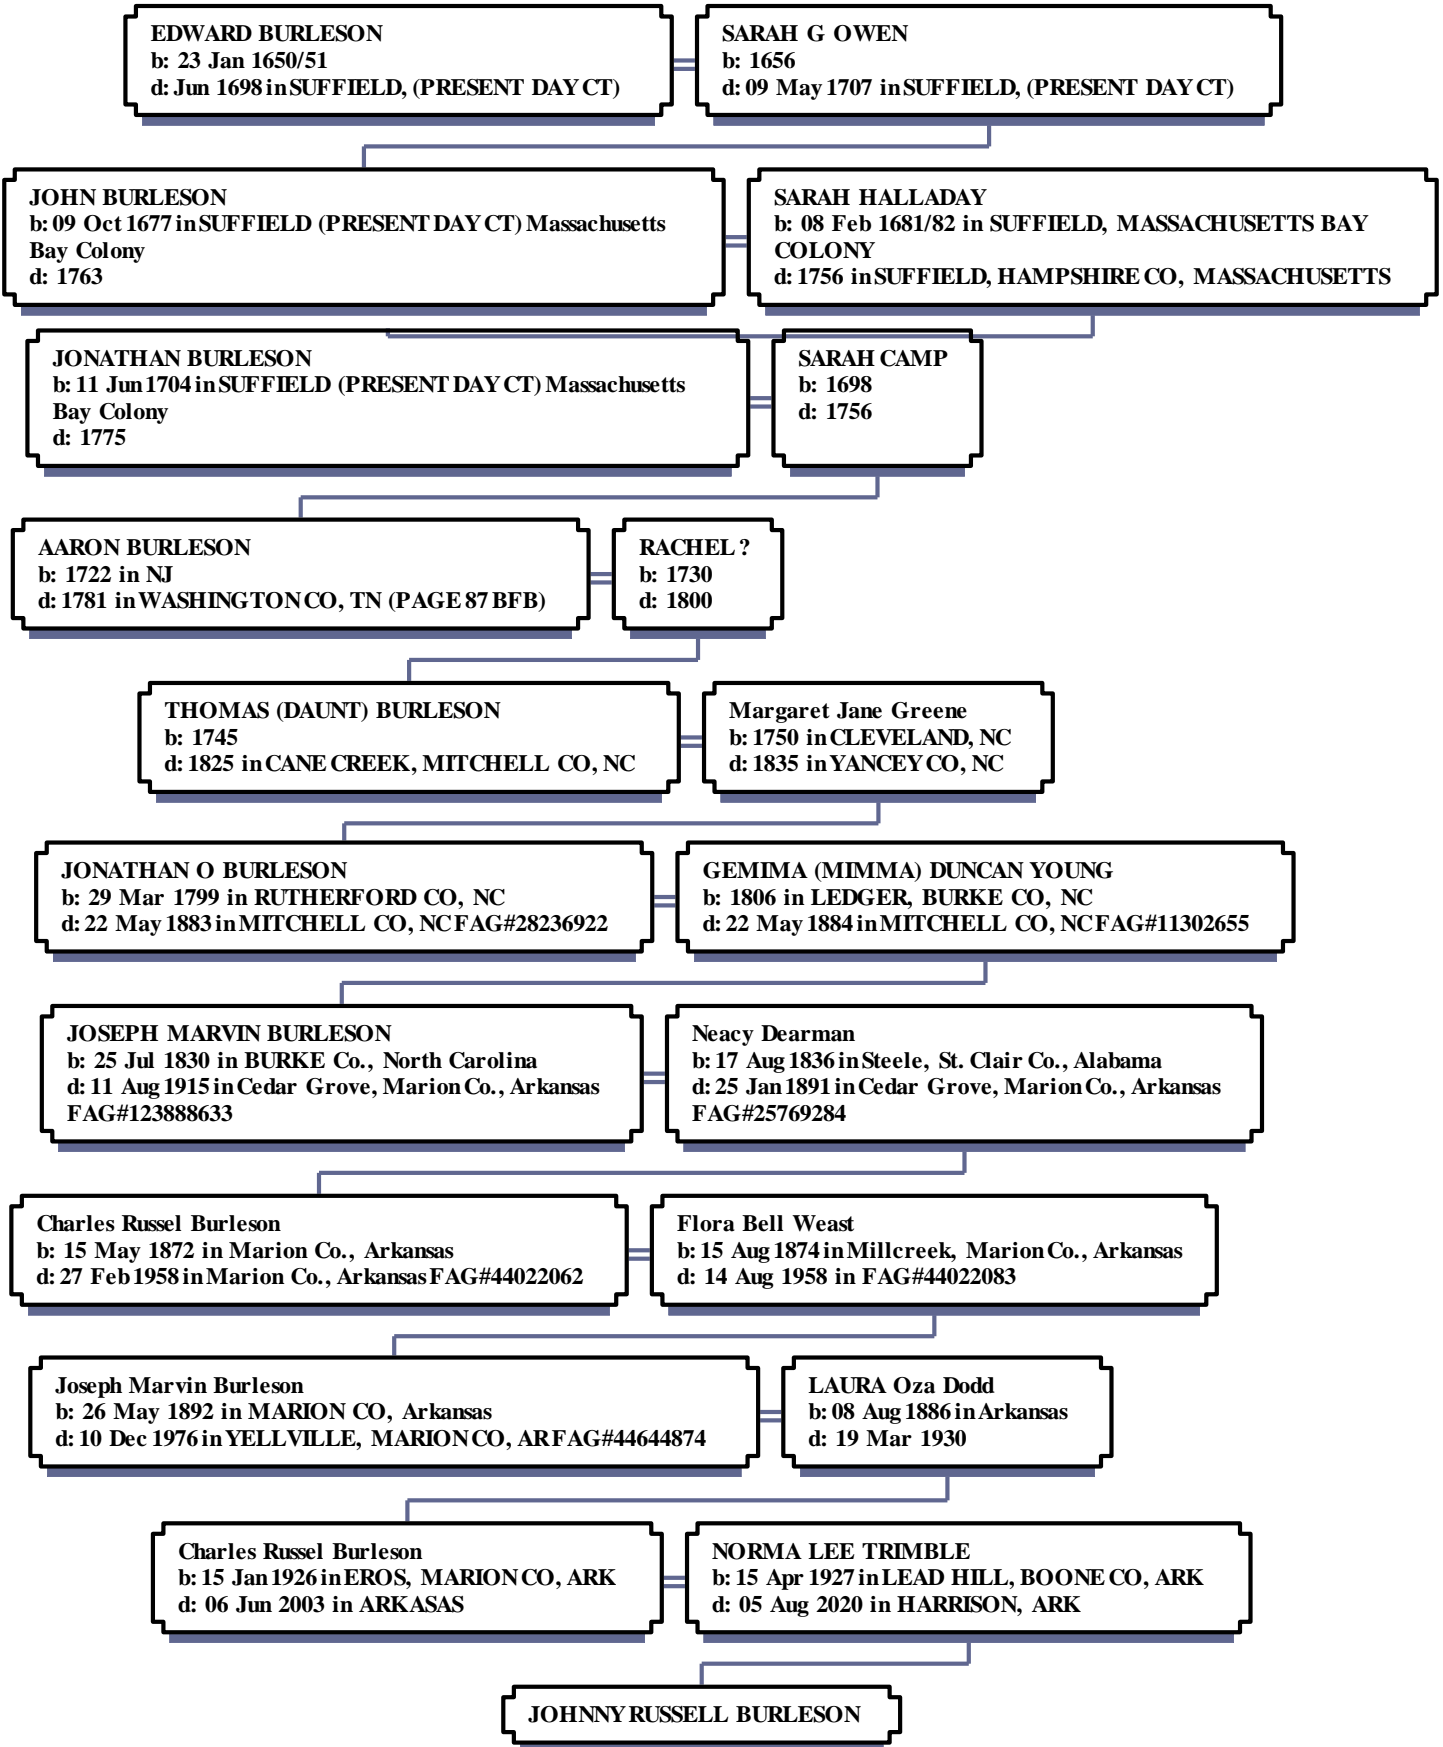 EDWARD BURLESON
b: 23 Jan 1650/51
d: Jun 1698 in SUFFIELD, (PRESENT DAY CT)
SARAH G OWEN
b: 1656
d: 09 May 1707 in SUFFIELD, (PRESENT DAY CT)
JOHN BURLESON
b: 09 Oct 1677 in SUFFIELD (PRESENT DAY CT) Massachusetts
Bay Colony
d: 1763
SARAH HALLADAY
b: 08 Feb 1681/82 in SUFFIELD, MASSACHUSETTS BAY
COLONY
d: 1756 in SUFFIELD, HAMPSHIRE CO, MASSACHUSETTS
JONATHAN BURLESON
b: 11 Jun 1704 in SUFFIELD (PRESENT DAY CT) Massachusetts
Bay Colony
d: 1775
SARAH CAMP
b: 1698
d: 1756
AARON BURLESON
b: 1722 in NJ
d: 1781 in WASHINGTON CO, TN (PAGE 87 BFB)
RACHEL ?
b: 1730
d: 1800
THOMAS (DAUNT) BURLESON
b: 1745
d: 1825 in CANE CREEK, MITCHELL CO, NC
Margaret Jane Greene
b: 1750 in CLEVELAND, NC
d: 1835 in YANCEY CO, NC
JONATHAN O BURLESON
b: 29 Mar 1799 in RUTHERFORD CO, NC
d: 22 May 1883 in MITCHELL CO, NC FAG#28236922
GEMIMA (MIMMA) DUNCAN YOUNG
b: 1806 in LEDGER, BURKE CO, NC
d: 22 May 1884 in MITCHELL CO, NC FAG#11302655
JOSEPH MARVIN BURLESON
b: 25 Jul 1830 in BURKE Co., North Carolina
d: 11 Aug 1915 in Cedar Grove, Marion Co., Arkansas
FAG#123888633
Neacy Dearman
b: 17 Aug 1836 in Steele, St. Clair Co., Alabama
d: 25 Jan 1891 in Cedar Grove, Marion Co., Arkansas
FAG#25769284
Charles Russel Burleson
b: 15 May 1872 in Marion Co., Arkansas
d: 27 Feb 1958 in Marion Co., Arkansas FAG#44022062
Flora Bell Weast
b: 15 Aug 1874 in Millcreek, Marion Co., Arkansas
d: 14 Aug 1958 in FAG#44022083
Joseph Marvin Burleson
b: 26 May 1892 in MARION CO, Arkansas
d: 10 Dec 1976 in YELLVILLE, MARION CO, AR FAG#44644874
LAURA Oza Dodd
b: 08 Aug 1886 in Arkansas
d: 19 Mar 1930
Charles Russel Burleson
b: 15 Jan 1926 in EROS, MARION CO, ARK
d: 06 Jun 2003 in ARKASAS
NORMA LEE TRIMBLE
b: 15 Apr 1927 in LEAD HILL, BOONE CO, ARK
d: 05 Aug 2020 in HARRISON, ARK
JOHNNY RUSSELL BURLESON